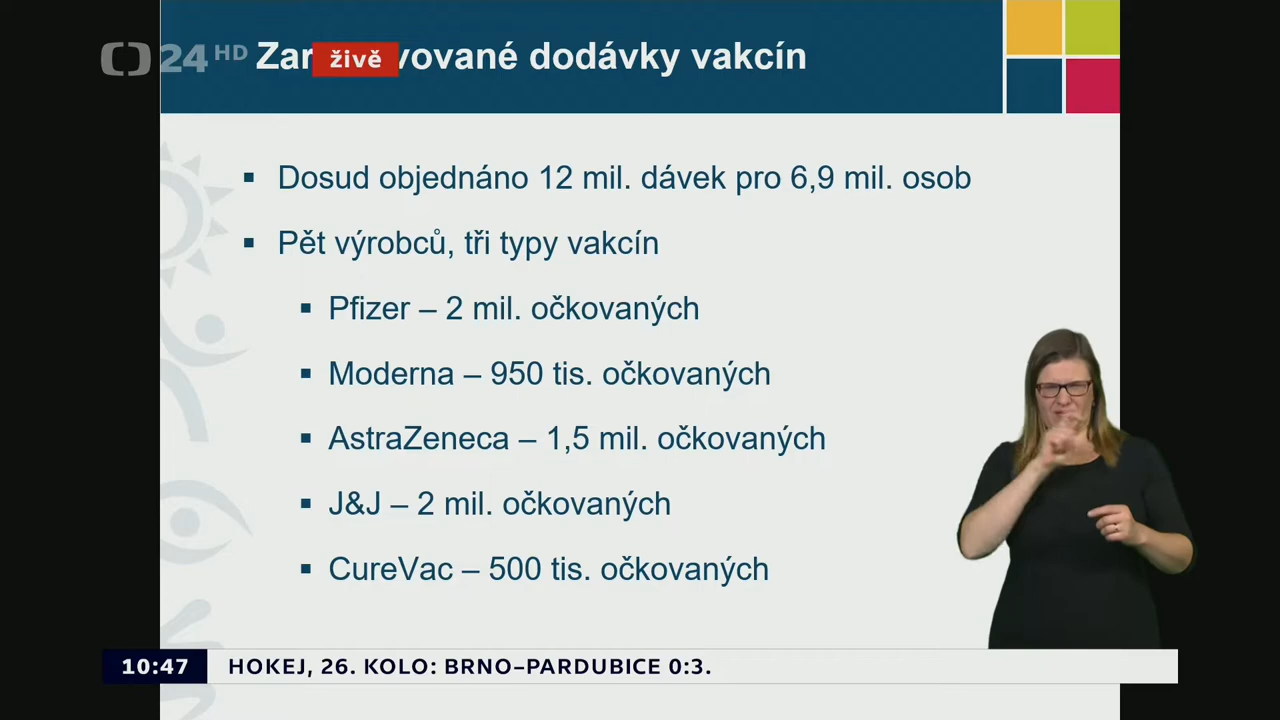 24 HD
živě
dodávky vakcín
Dosud objednáno 12 mil. dávek pro 6,9 mil. osob
Pět výrobců, tři typy vakcín
Pfizer – 2 mil. očkovaných
Moderna – 950 tis. očkovaných
AstraZeneca – 1,5 mil. očkovaných
J&J – 2 mil. očkovaných
CureVac – 500 tis. očkovaných
10:47 HOKEJ, 26. KOLO: BRNO–PARDUBICE 0:3.